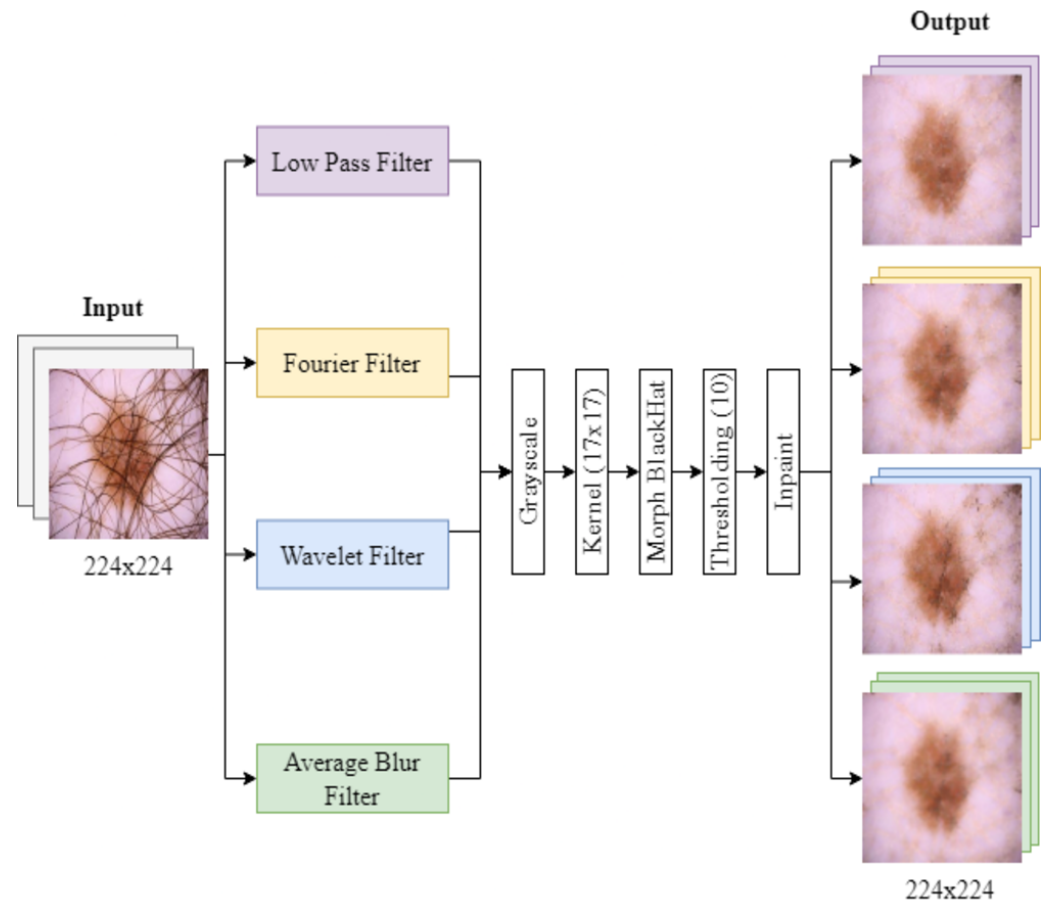 Output
Low Pass Filter
Input
Fourier Filter
Grayscale
Kernel (17x17)
Morph BlackHat
Thresholding (10)
Inpaint
224x224
Wavelet Filter
Average Blur
Filter
224x224